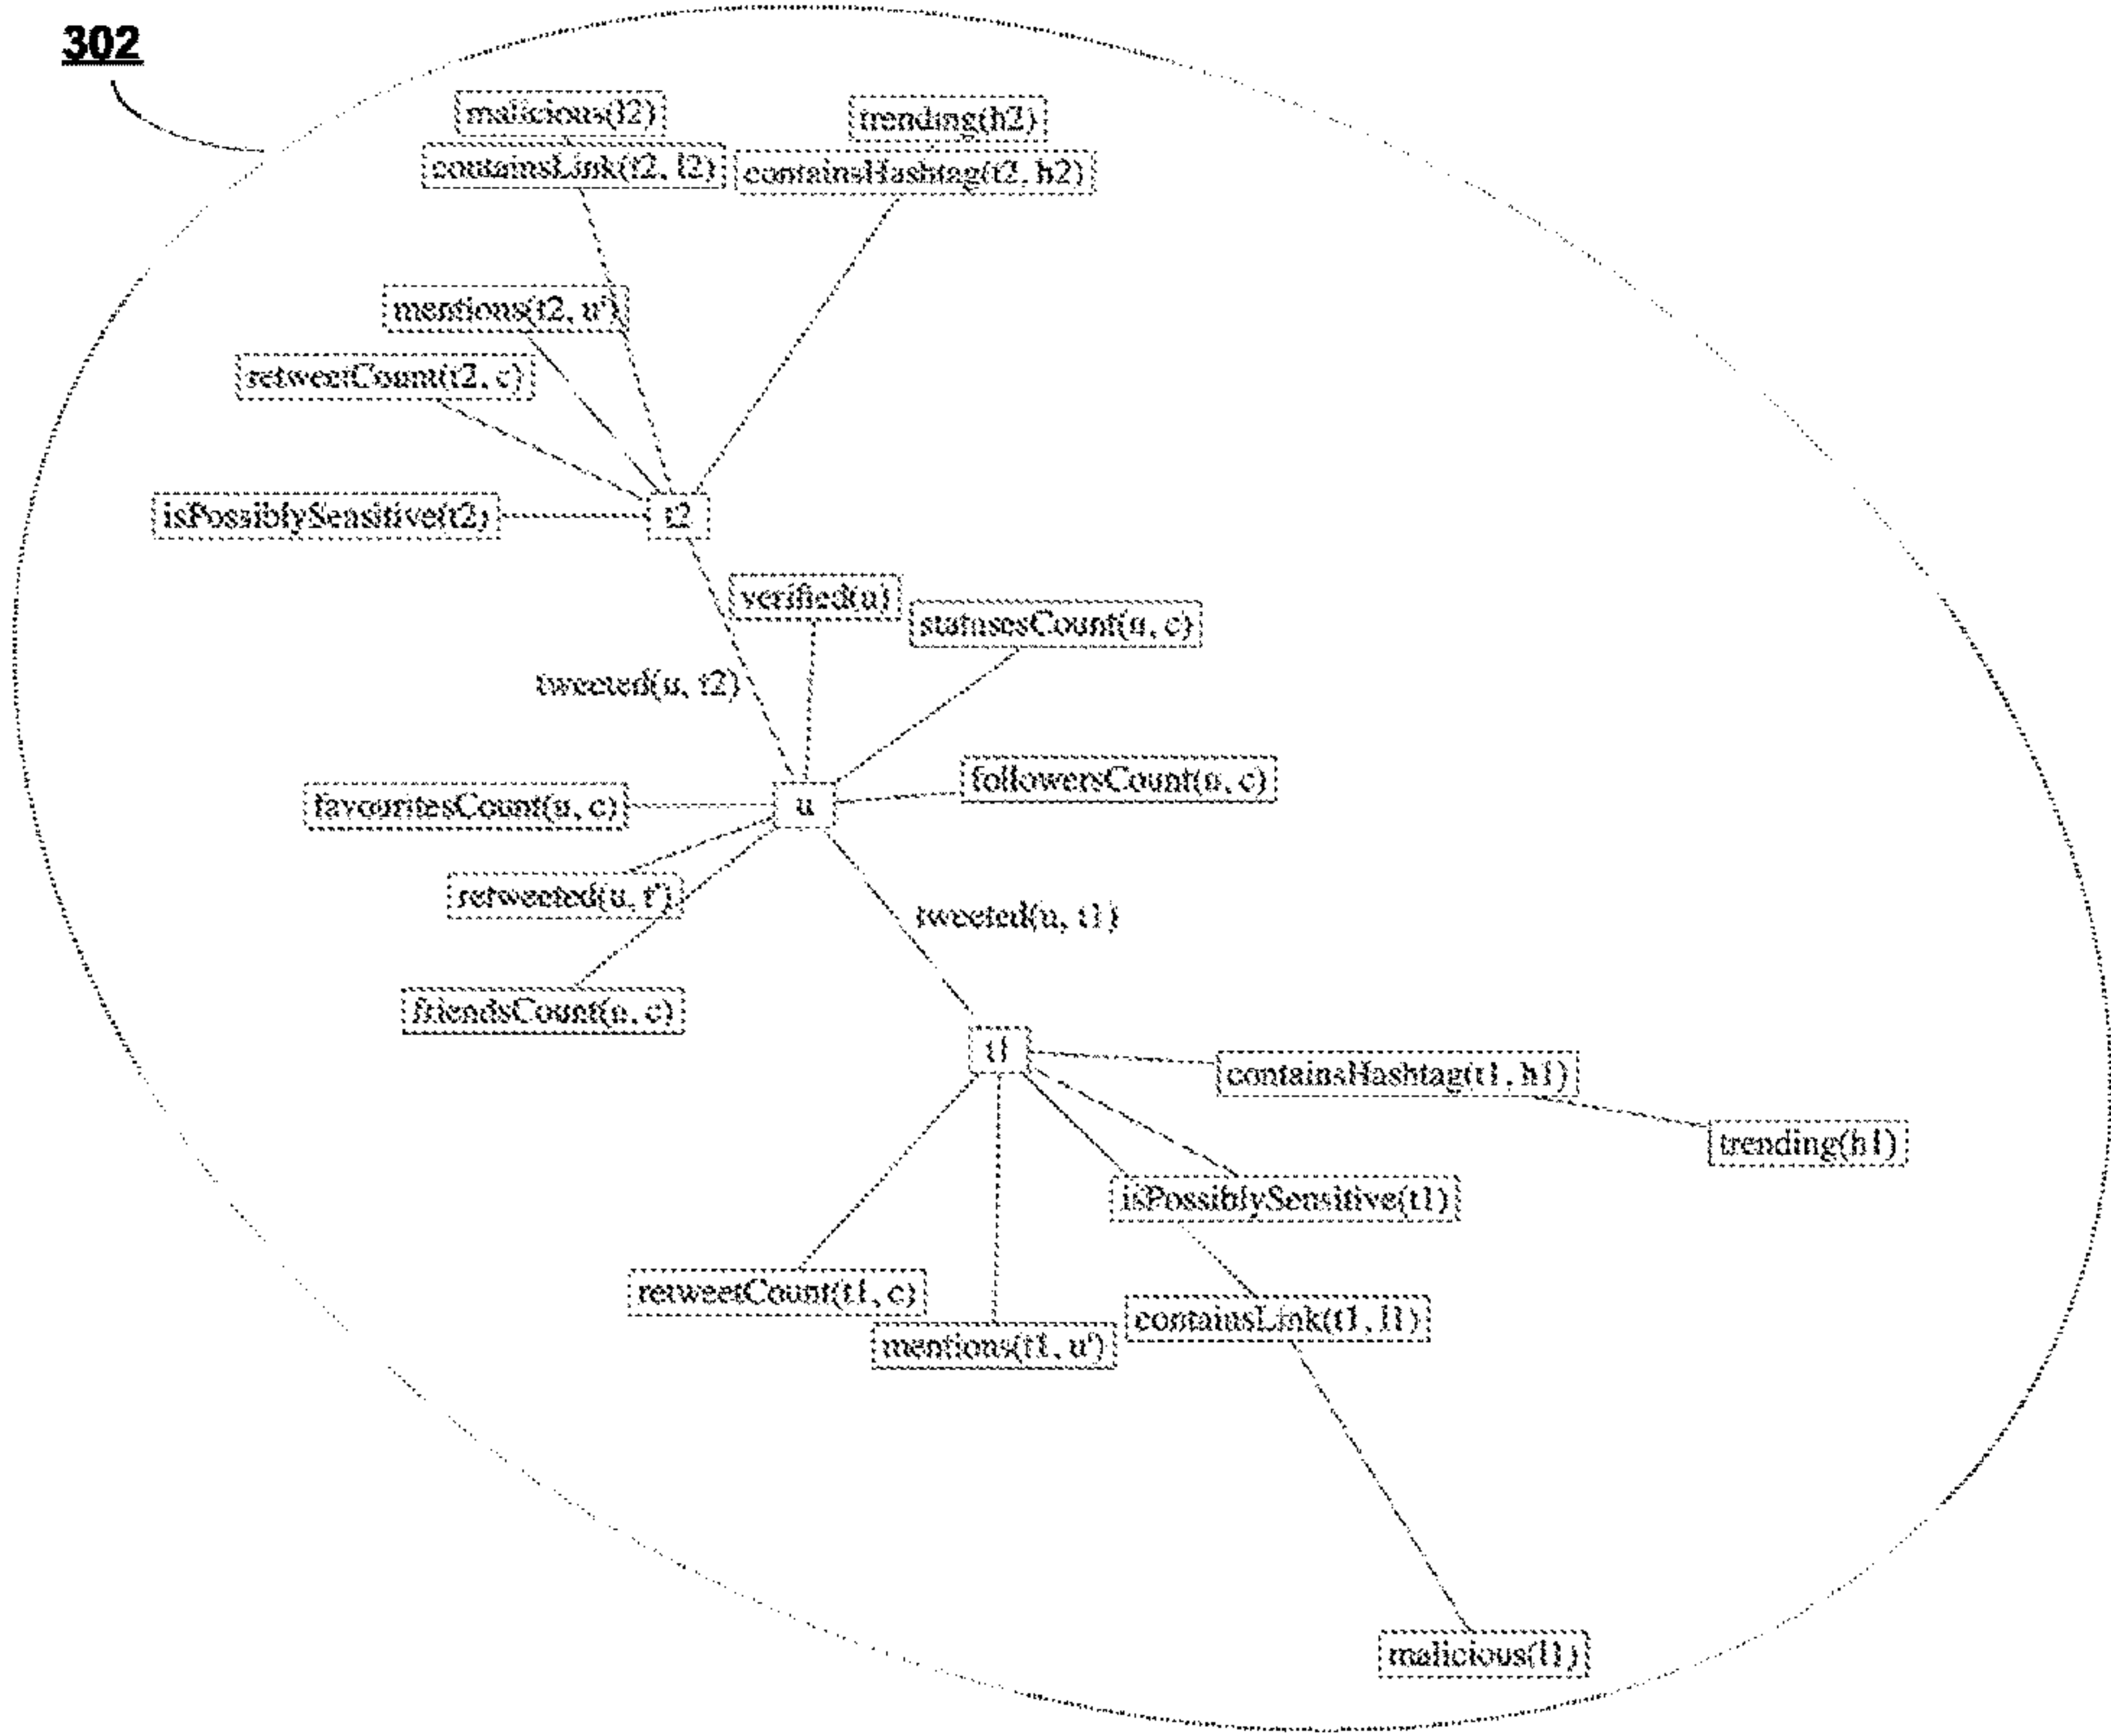 302
malicious(l2)
trending(h2)
containsLink(t2, l2)
containsHashtag(t2, h2)
mentions(t2, u')
retweetCount(t2, c)
isPossiblySensitive(t2)
t2
verified(u)
statusesCount(u, c)
tweeted(u, t2)
followersCount(u, c)
favouritesCount(u, c)
u
retweeted(u, t')
tweeted(u, t1)
friendsCount(u, c)
t1
containsHashtag(t1, h1)
trending(h1)
isPossiblySensitive(t1)
retweetCount(t1, c)
containsLink(t1, l1)
mentions(t1, u')
malicious(l1)